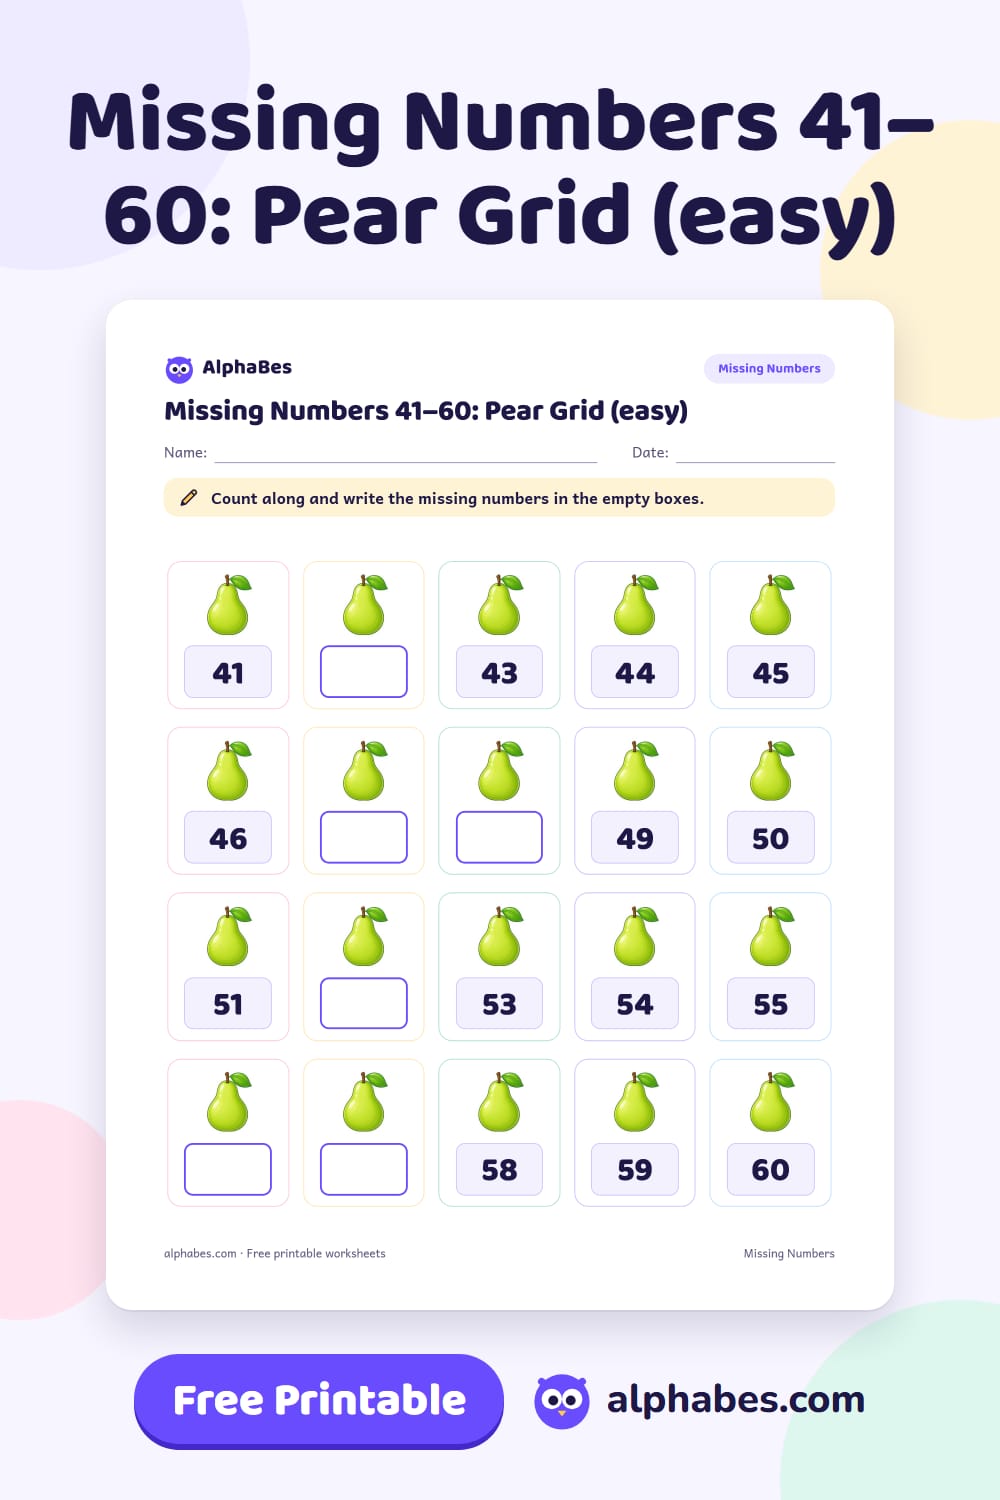 Missing Numbers 41–
60: Pear Grid (easy)
AlphaBes
Missing Numbers
Missing Numbers 41–60: Pear Grid (easy)
Name:
Date:
Count along and write the missing numbers in the empty boxes.
41 43 44 45
46 49 50
51 53 54 55
58 59 60
alphabes.com · Free printable worksheets
Missing Numbers
Free Printable
alphabes.com